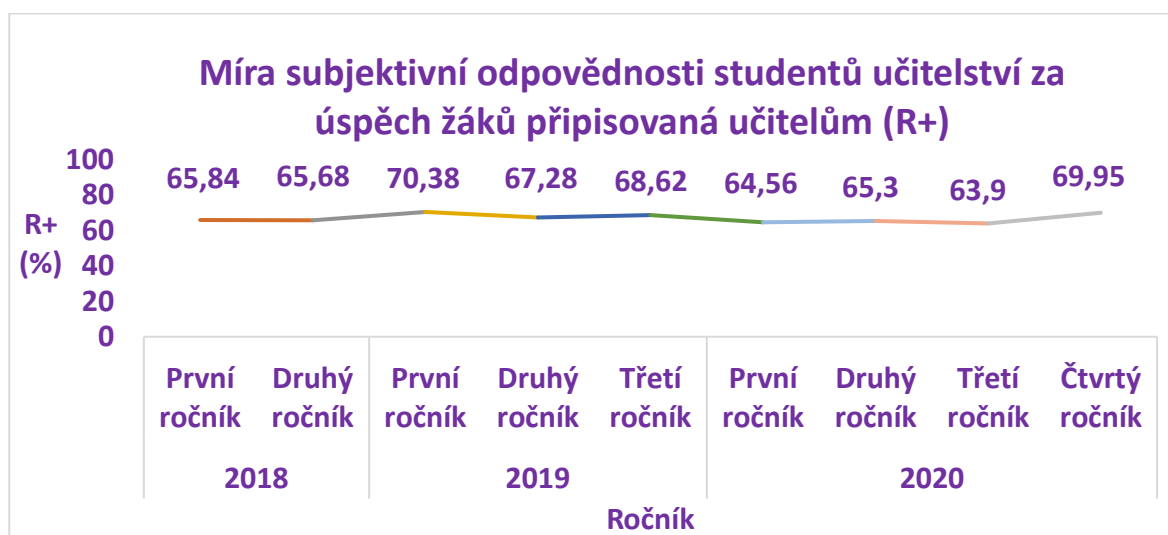 Míra subjektivní odpovědnosti studentů učitelství za
úspěch žáků připisovaná učitelům (R+)
65,84 65,68 70,38 67,28 68,62 64,56 65,3 63,9 69,95
R+
(%)
100
80
60
40
20
0
První Druhý První Druhý Třetí První Druhý Třetí Čtvrtý
ročník ročník ročník ročník ročník ročník ročník ročník ročník
2018 2019 2020
Ročník